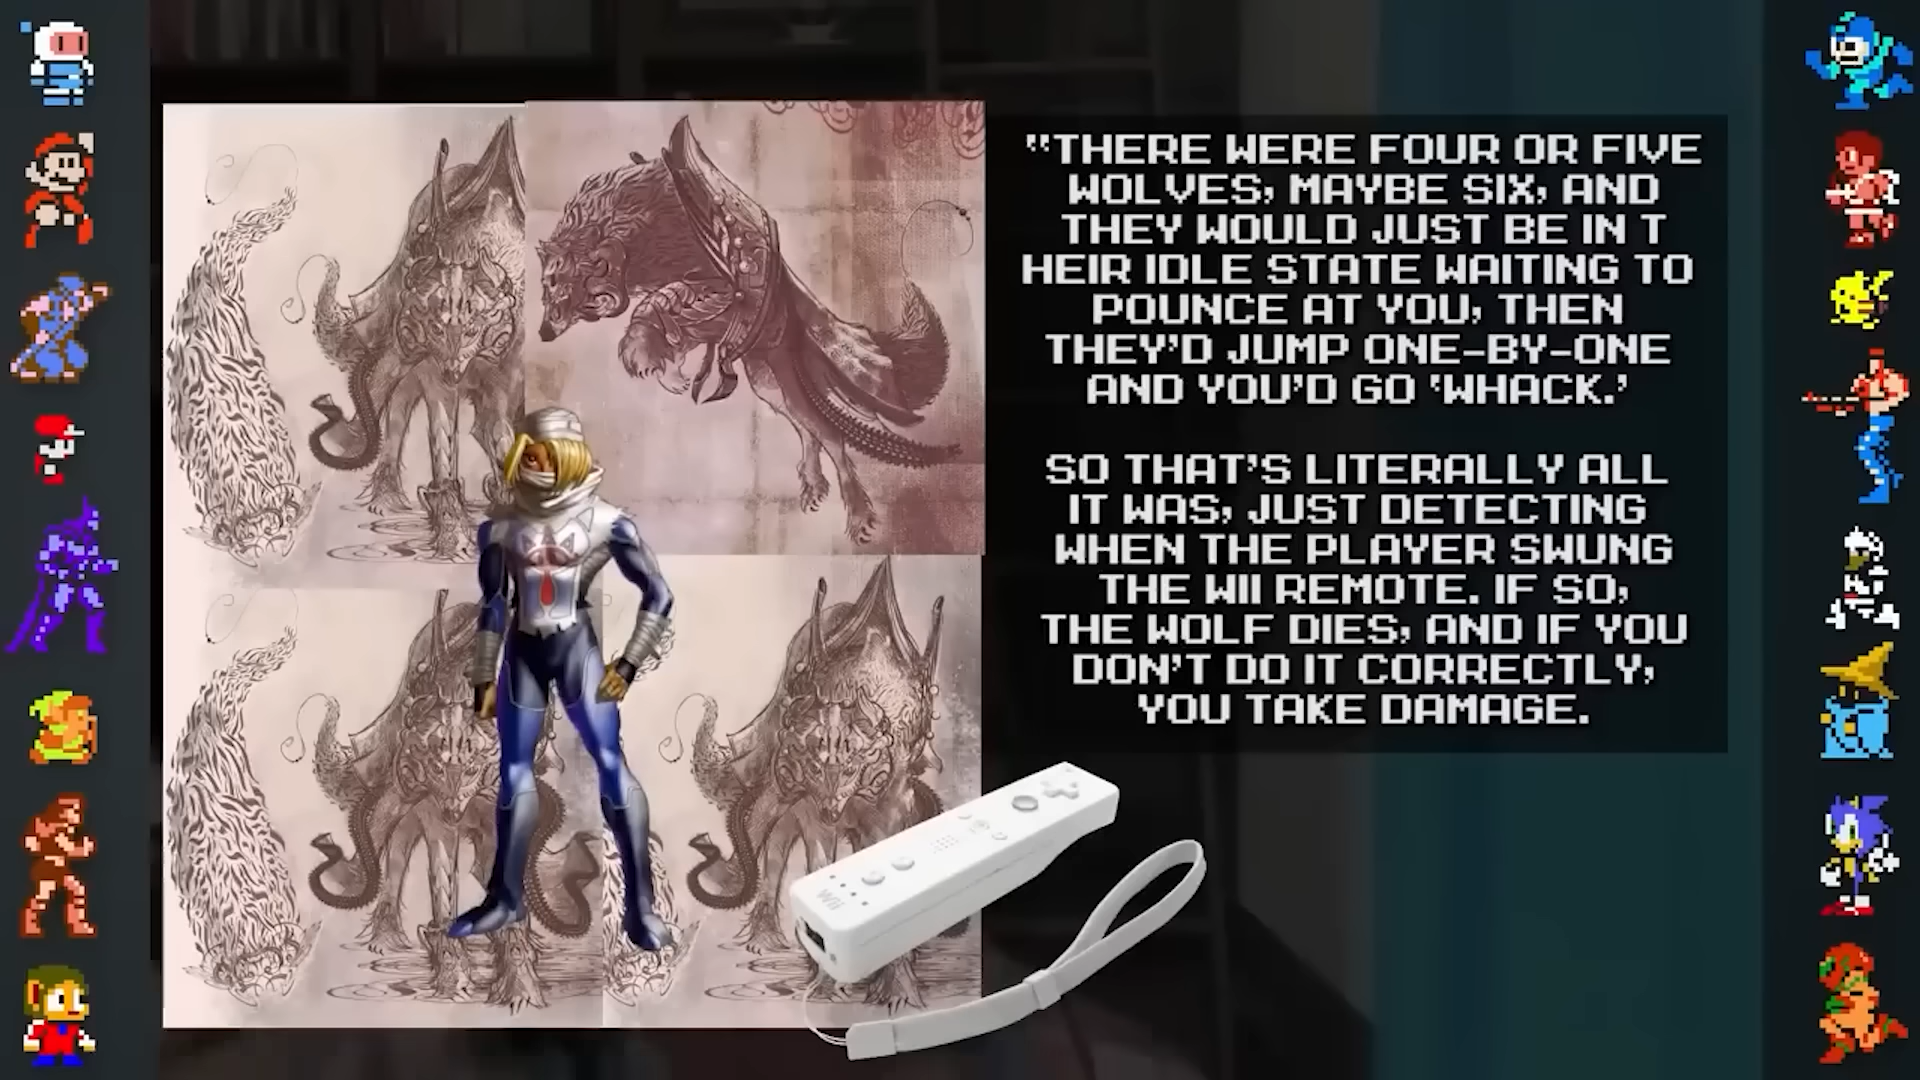 "THERE WERE FOUR OR FIVE
WOLVES, MAYBE SIX, AND
THEY WOULD JUST BE IN T
HEIR IDLE STATE WAITING TO
POUNCE AT YOU, THEN
THEY'D JUMP ONE-BY-ONE
AND YOU'D GO 'WHACK.'
SO THAT'S LITERALLY ALL
IT WAS, JUST DETECTING
WHEN THE PLAYER SWUNG
THE WII REMOTE. IF SO,
THE WOLF DIES, AND IF YOU
DON'T DO IT CORRECTLY,
YOU TAKE DAMAGE.
Wii